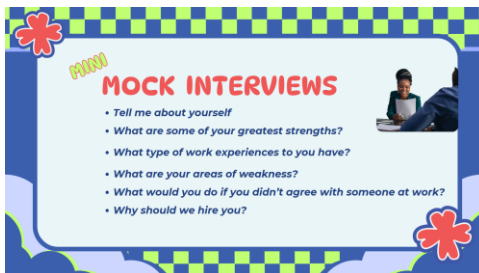 MINI
MOCK INTERVIEWS
• Tell me about yourself
• What are some of your greatest strengths?
• What type of work experiences to you have?
• What are your areas of weakness?
• What would you do if you didn't agree with someone at work?
• Why should we hire you?